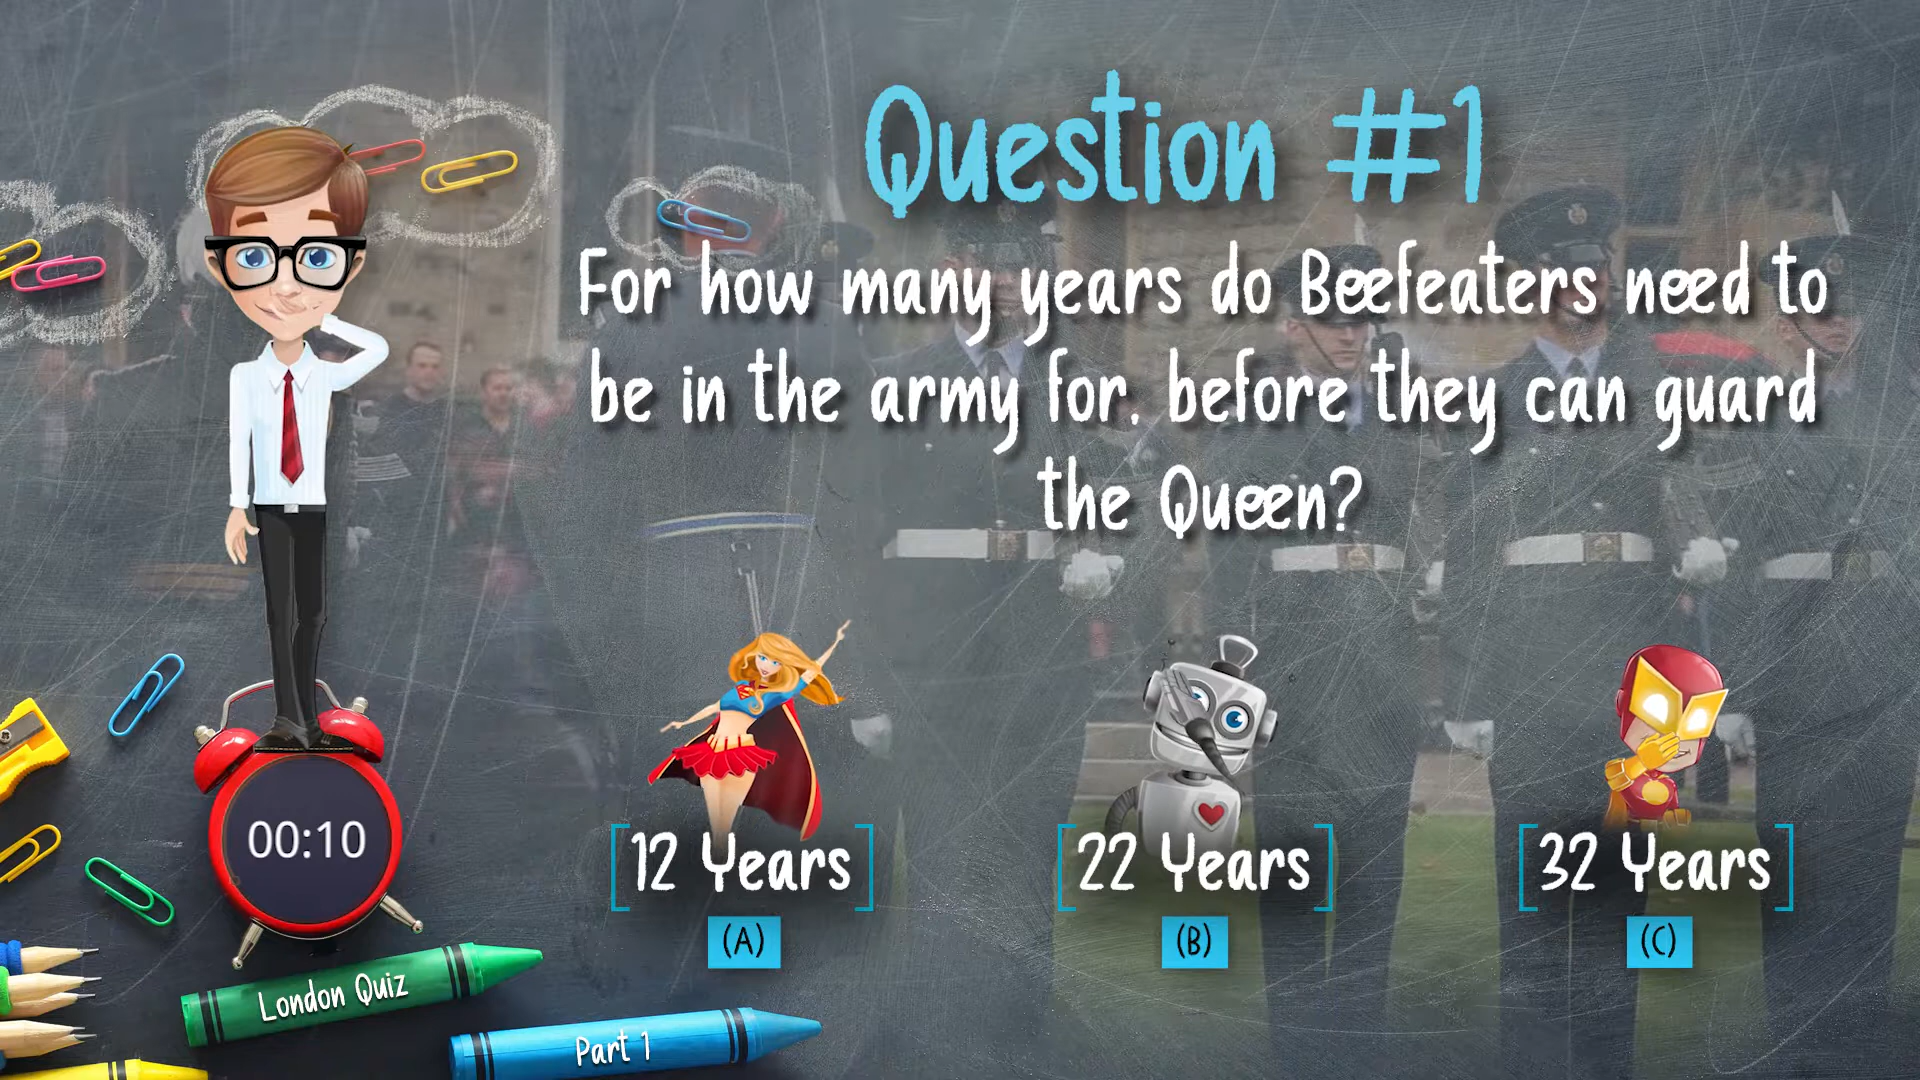 Question #1
For how many years do Beefeaters need to
be in the army for, before they can guard
the Queen?
12 Years
(A)
22 Years
(B)
32 Years
(C)
00:10
London Quiz
Part 1